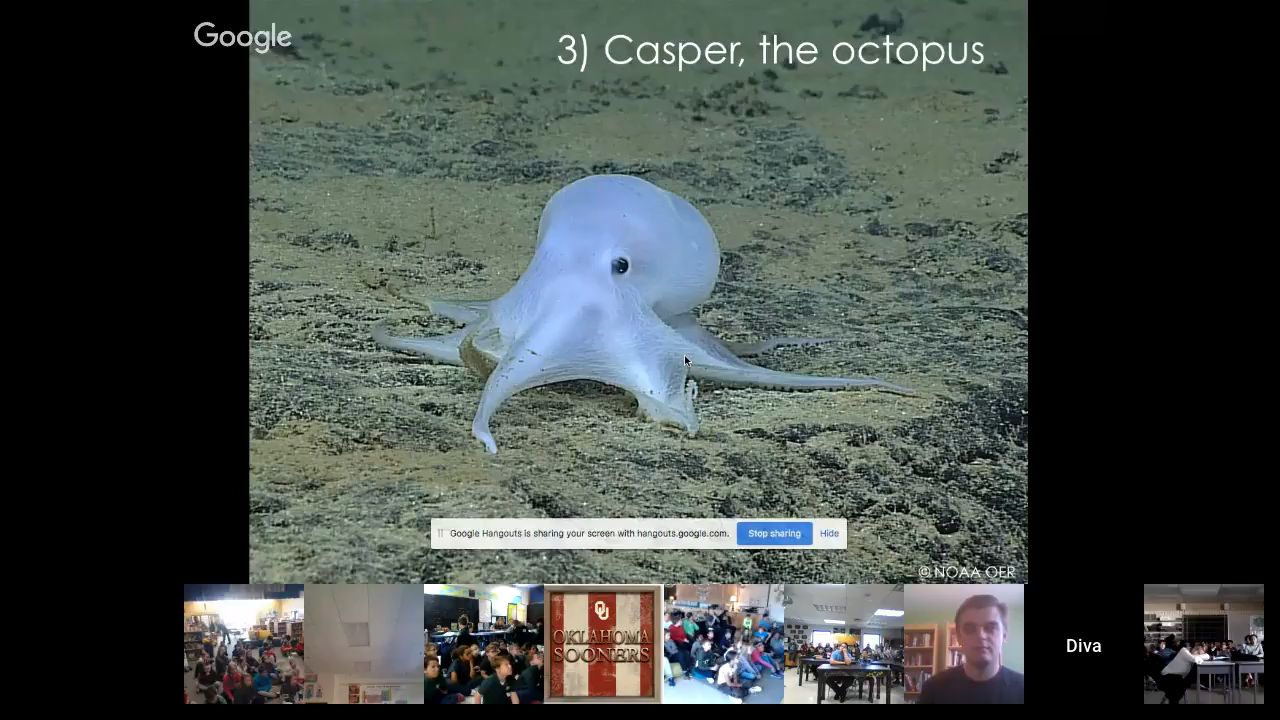 Google
3) Casper, the octopus
Google Hangouts is sharing your screen with hangouts.google.com.
Stop sharing
Hide
@ NOAA OER
OU
OKLAHOMA
SOONERS
Diva